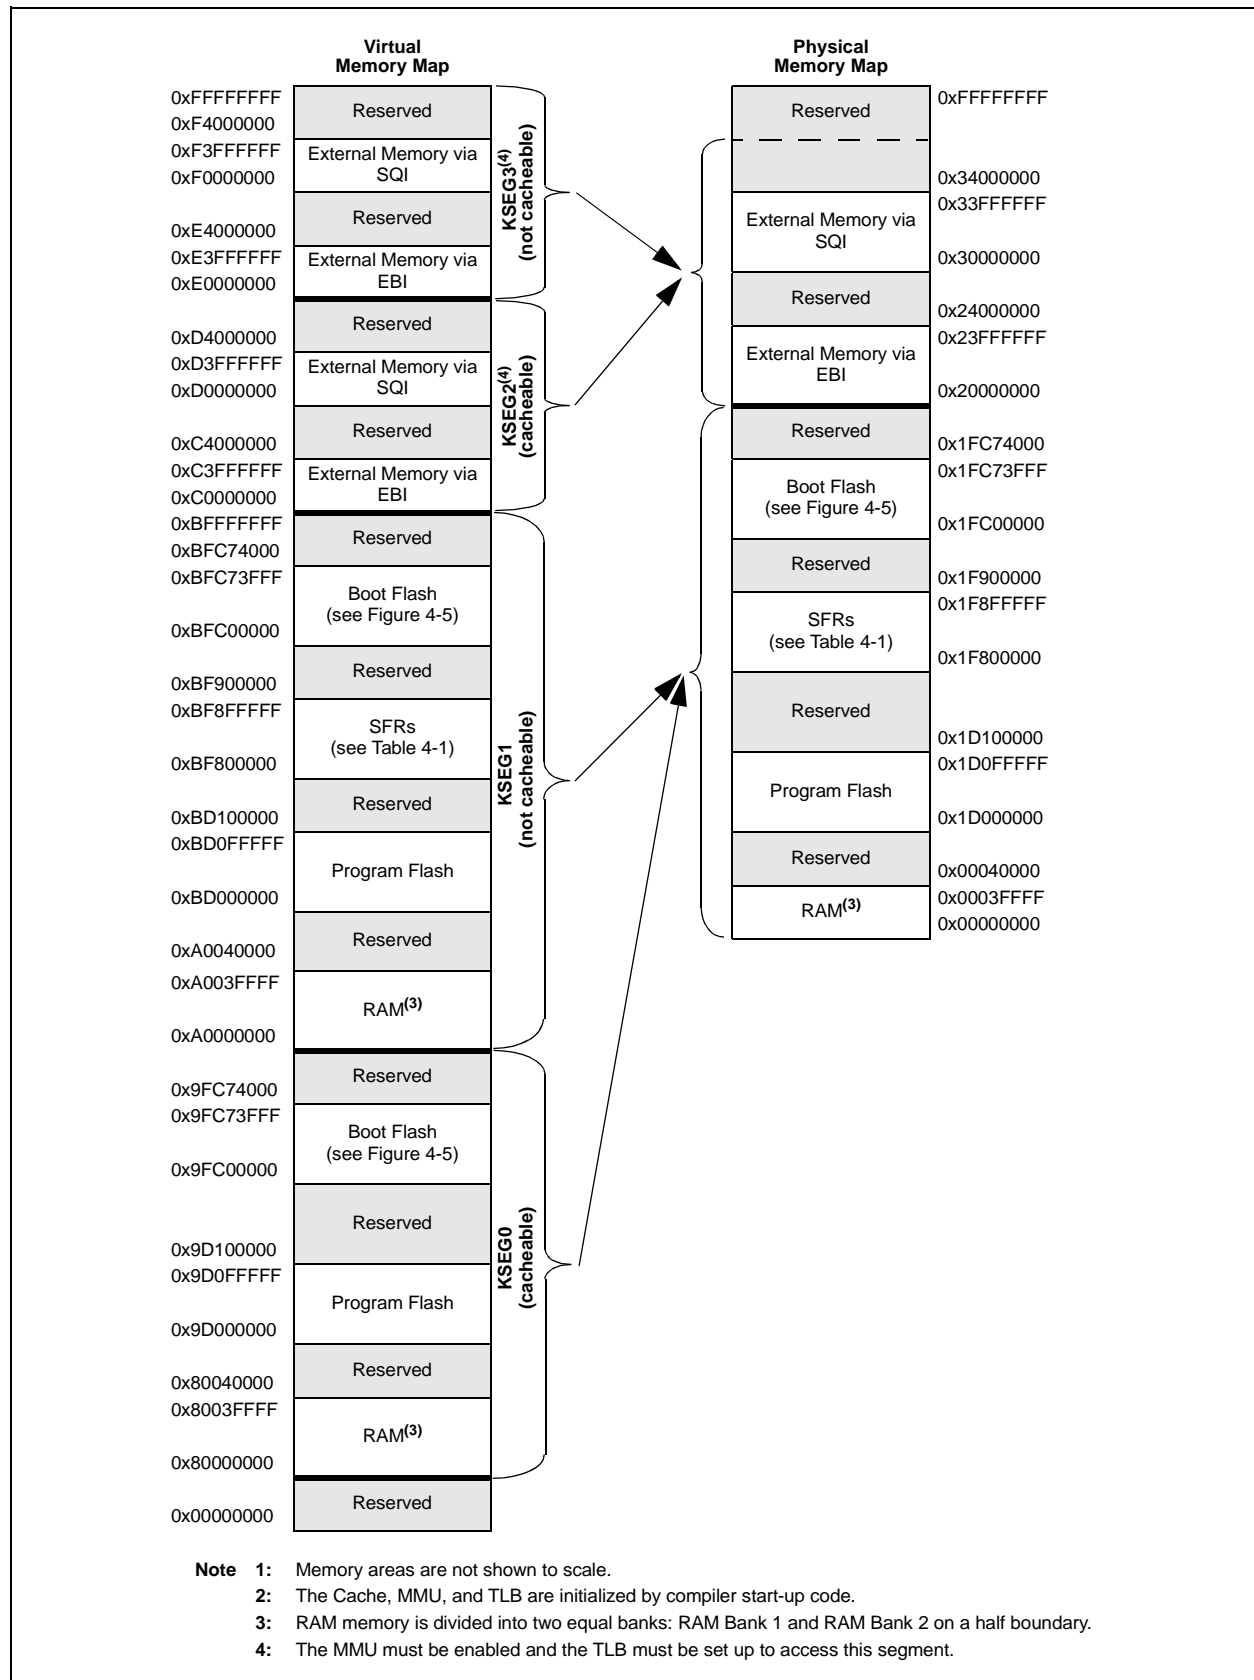 Virtual
Memory Map
0xFFFFFFFF
Reserved
0xF4000000
0xF3FFFFFF
External Memory via
SQI
0xF0000000
Reserved
0xE4000000
0xE3FFFFFF
External Memory via
EBI
0xE0000000
KSEG3(4)
(not cacheable)
Reserved
0xD4000000
0xD3FFFFFF
External Memory via
SQI
0xD0000000
Reserved
0xC4000000
0xC3FFFFFF
External Memory via
EBI
0xC0000000
KSEG2(4)
(cacheable)
0xBFFFFFFF
Reserved
0xBFC74000
0xBFC73FFF
Boot Flash
(see Figure 4-5)
0xBFC00000
Reserved
0xBF900000
0xBF8FFFFF
SFRs
(see Table 4-1)
0xBF800000
Reserved
0xBD100000
0xBD0FFFFF
Program Flash
0xBD000000
Reserved
0xA0040000
0xA003FFFF
RAM(3)
0xA0000000
KSEG1
(not cacheable)
Reserved
0x9FC74000
0x9FC73FFF
Boot Flash
(see Figure 4-5)
0x9FC00000
Reserved
0x9D100000
0x9D0FFFFF
Program Flash
0x9D000000
Reserved
0x80040000
0x8003FFFF
RAM(3)
0x80000000
KSEG0
(cacheable)
Reserved
0x00000000
Physical
Memory Map
0xFFFFFFFF
Reserved
0x34000000
0x33FFFFFF
External Memory via
SQI
0x30000000
Reserved
0x24000000
0x23FFFFFF
External Memory via
EBI
0x20000000
Reserved
0x1FC74000
0x1FC73FFF
Boot Flash
(see Figure 4-5)
0x1FC00000
Reserved
0x1F900000
0x1F8FFFFF
SFRs
(see Table 4-1)
0x1F800000
Reserved
0x1D100000
0x1D0FFFFF
Program Flash
0x1D000000
Reserved
0x00040000
0x0003FFFF
RAM(3)
0x00000000
Note 1: Memory areas are not shown to scale.
2: The Cache, MMU, and TLB are initialized by compiler start-up code.
3: RAM memory is divided into two equal banks: RAM Bank 1 and RAM Bank 2 on a half boundary.
4: The MMU must be enabled and the TLB must be set up to access this segment.